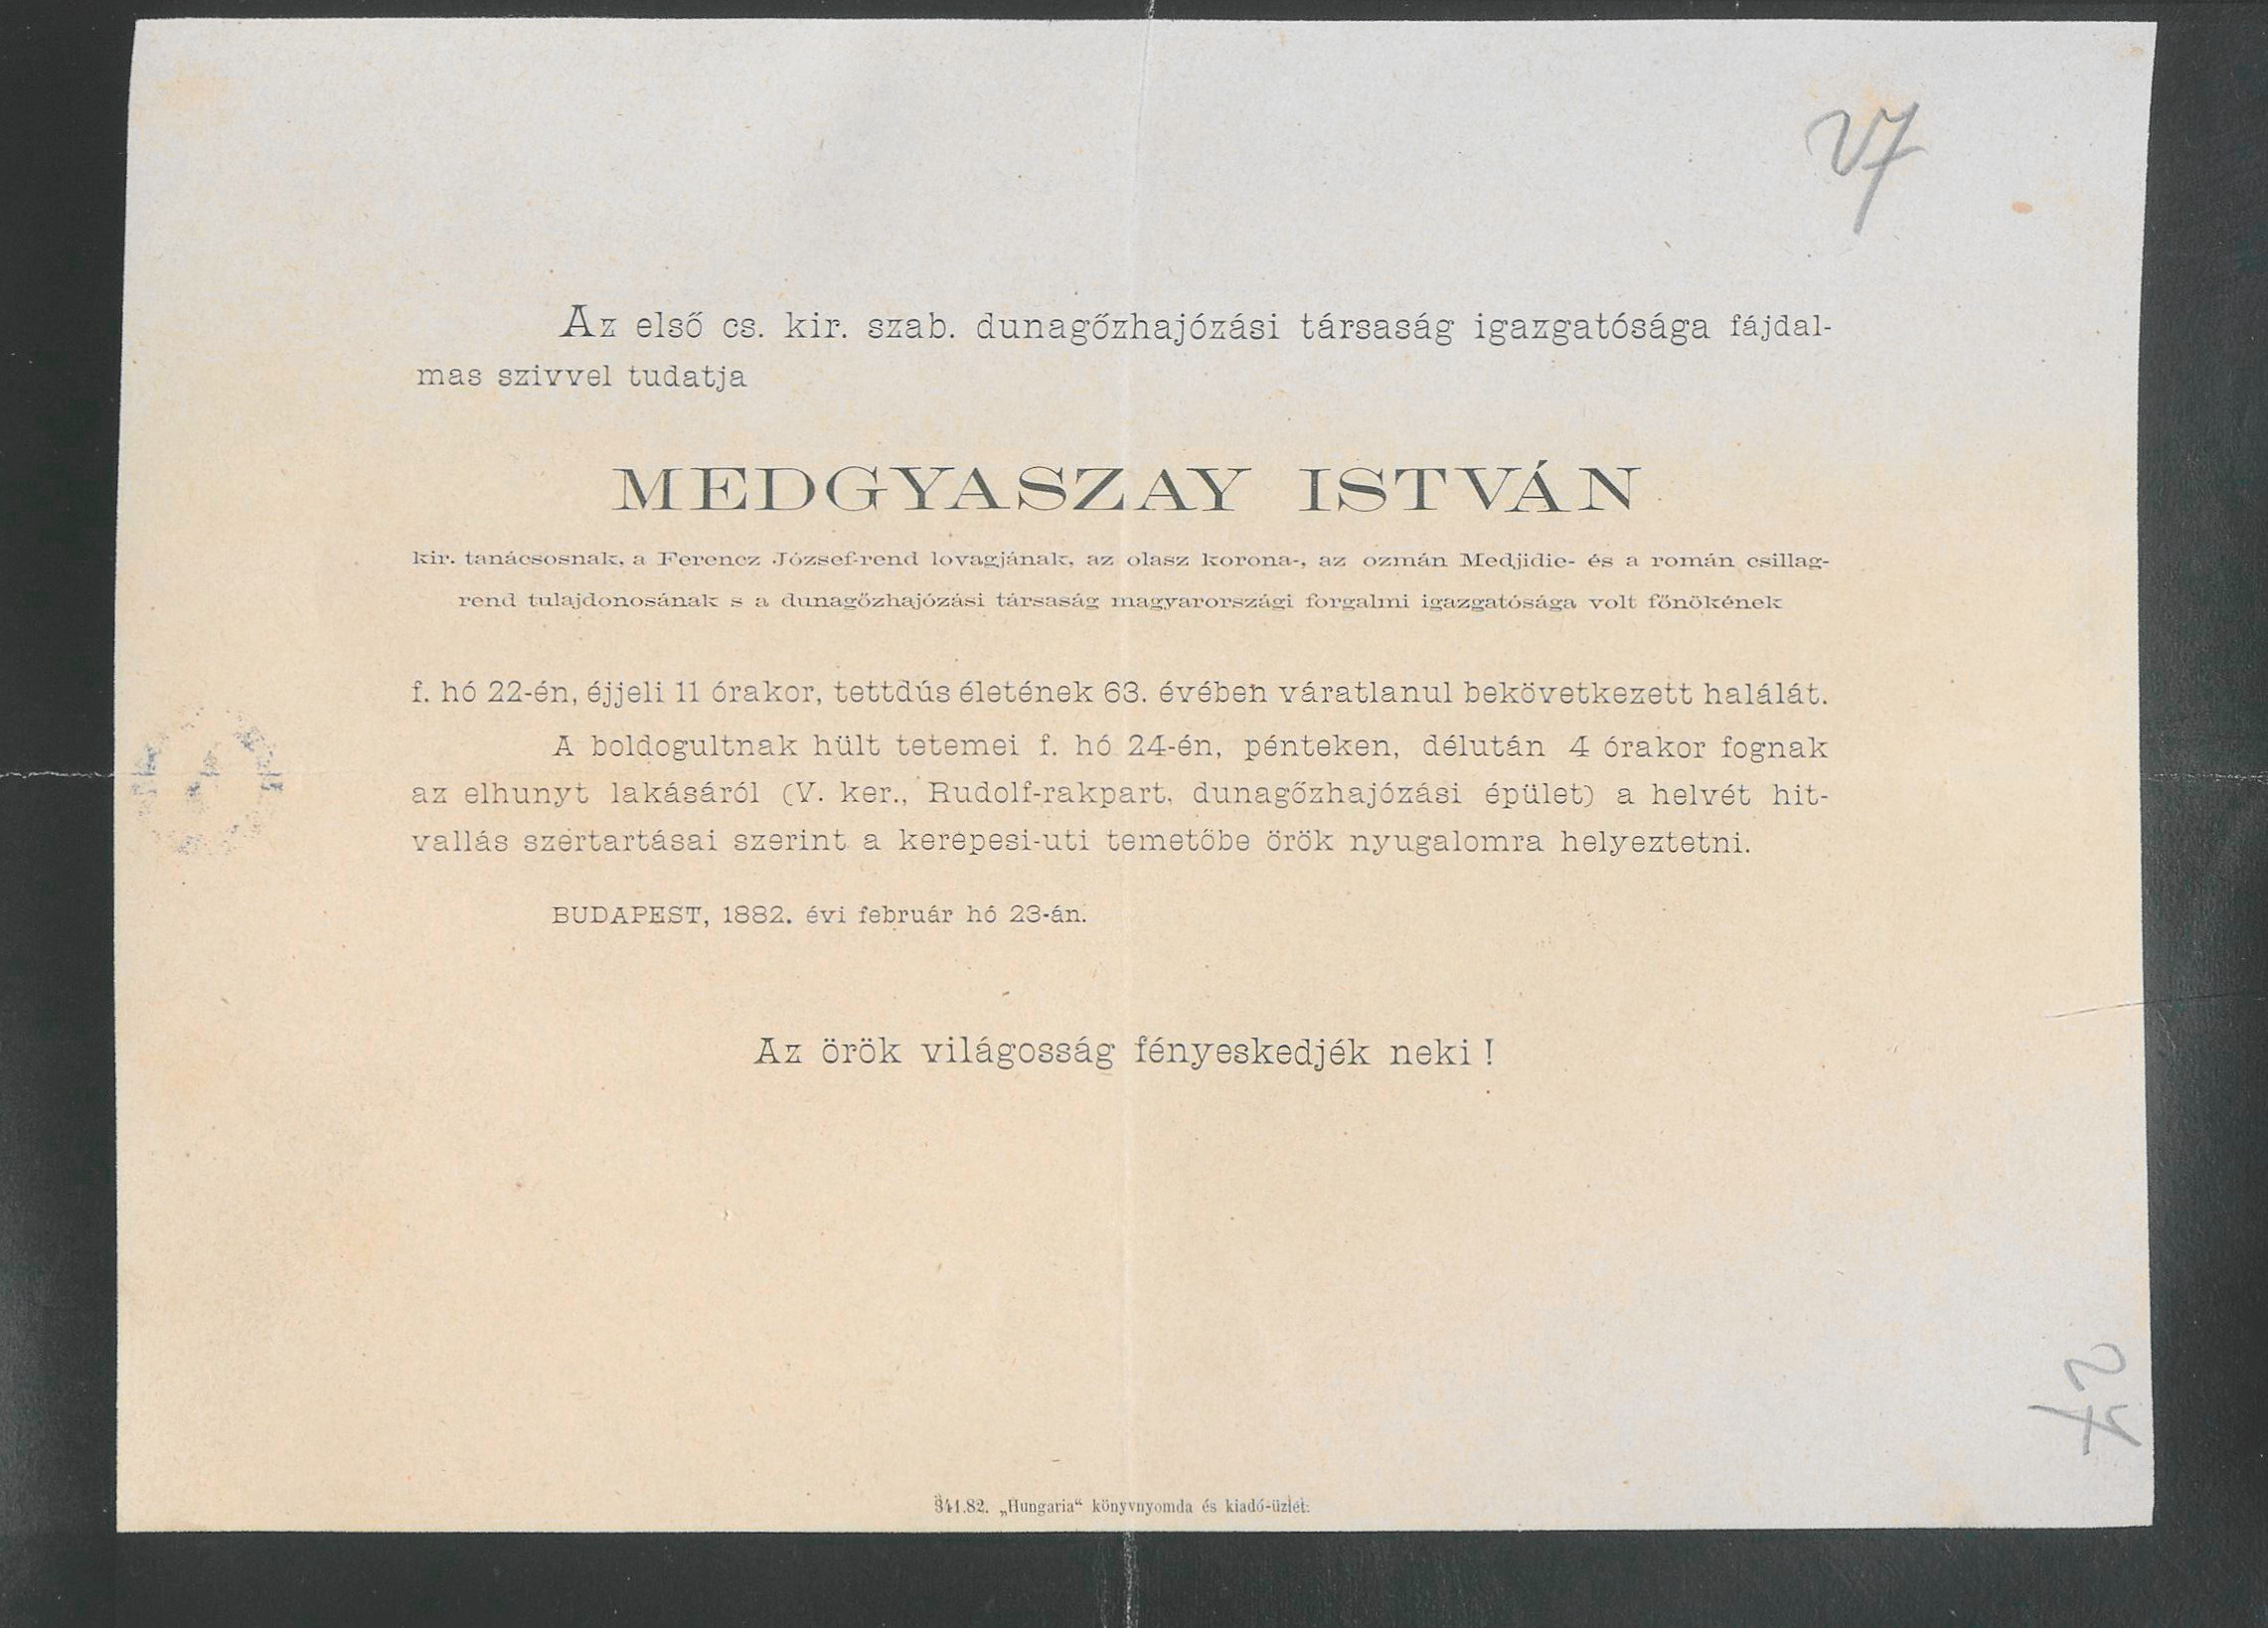 27
Az első cs. kir. szab. dunagőzhajózási társaság igazgatósága fájdal-
mas szivvel tudatja
MEDGYASZAY ISTVÁN
kir. tanácsosnak, a Ferencz József-rend lovagjának, az olasz korona-, az ozmán Medjidie- és a román csillag-
rend tulajdonosának s a dunagőzhajózási társaság magyarországi forgalmi igazgatósága volt főnökének
f. hó 22-én, éjjeli 11 órakor, tettdús életének 63. évében váratlanul bekövetkezett halálát.
A boldogultnak hült tetemei f. hó 24-én, pénteken, délután 4 órakor fognak
az elhunyt lakásáról (V. ker., Rudolf-rakpart, dunagőzhajózási épület) a helvét hit-
vallás szertartásai szerint a kerepesi-uti temetőbe örök nyugalomra helyeztetni.
BUDAPEST, 1882. évi február hó 23-án.
Az örök világosság fényeskedjék neki !
27
341.82. „Hungaria“ könyvnyomda és kiadó-üzlet.